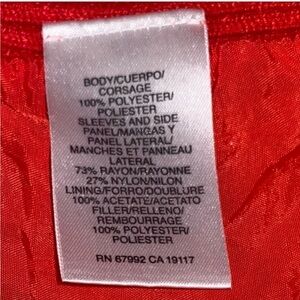 BODY/CUERPO/
CORSAGE
100% POLYESTER/
POLIESTER
SLEEVES AND SIDE
PANEL/MANGAS Y
PANEL LATERAL/
MANCHES ET PANNEAU
LATERAL
73% RAYON/RAYONNE
27% NYLON/NILON
LINING/FORRO/DOUBLURE
100% ACETATE/ACETATO
FILLER/RELLENO/
REMBOURRAGE
100% POLYESTER/
POLIESTER
RN 67992 CA 19117